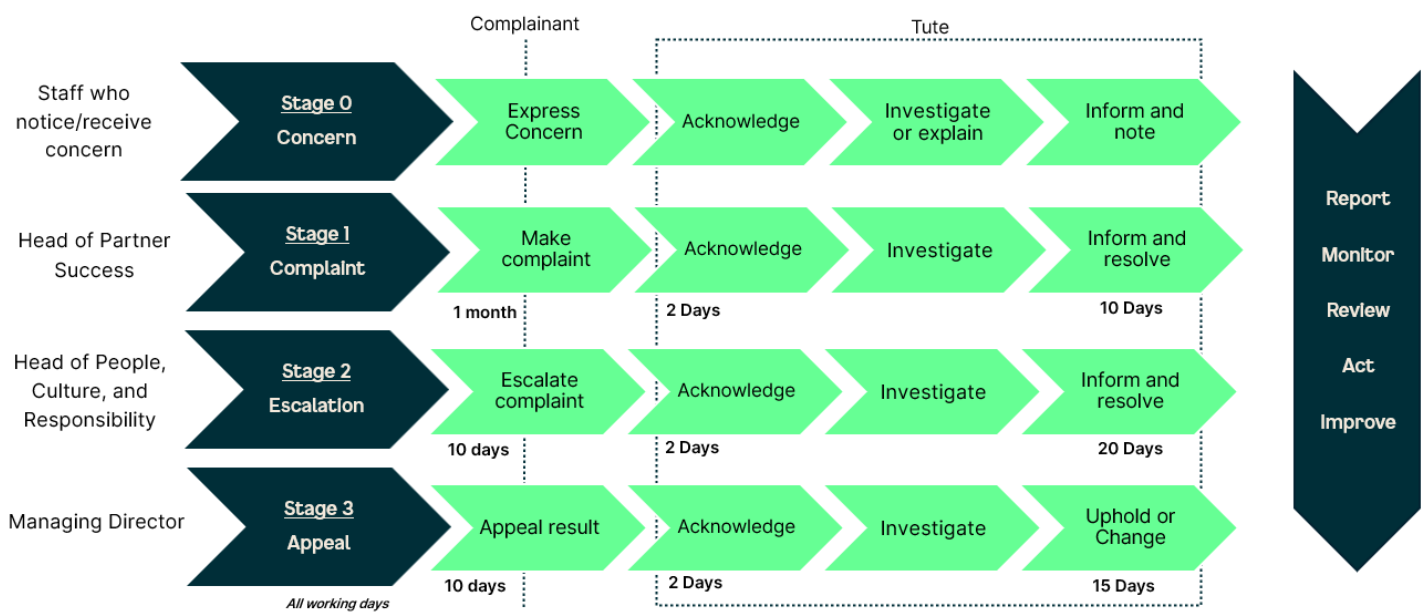 Complainant
Tute
Staff who
notice/receive
concern
Stage 0
Concern
Express
Concern
Acknowledge
Investigate
or explain
Inform and
note
Head of Partner
Success
Stage 1
Complaint
Make
complaint
Acknowledge
Investigate
Inform and
resolve
1 month
2 Days
10 Days
Head of People,
Culture, and
Responsibility
Stage 2
Escalation
Escalate
complaint
Acknowledge
Investigate
Inform and
resolve
10 days
2 Days
20 Days
Managing Director
Stage 3
Appeal
Appeal result
Acknowledge
Investigate
Uphold or
Change
10 days
2 Days
15 Days
All working days
Report
Monitor
Review
Act
Improve